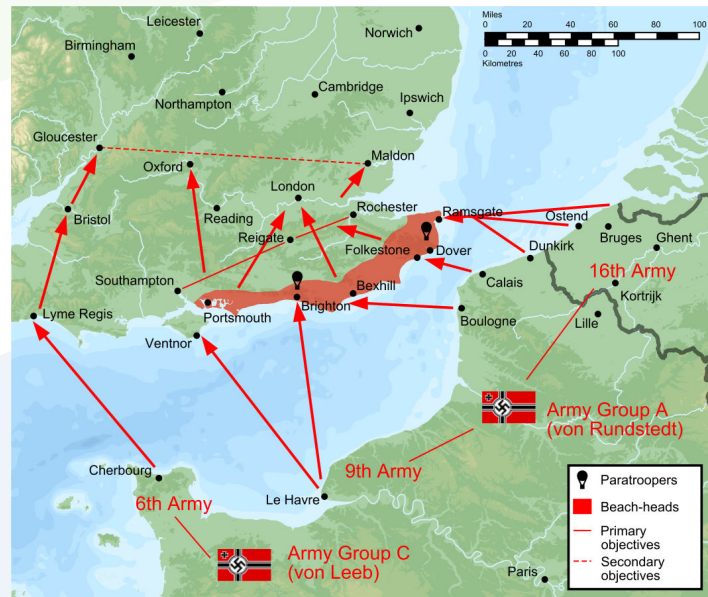 Leicester
Norwich
Miles
0 20 40 60 80 100
0 20 40 60 80 100
Kilometres
Birmingham
Cambridge
Northampton
Ipswich
Gloucester
Oxford
Maldon
London
Bristol
Reading
Rochester
Ramsgate
Ostend
Bruges
Ghent
Reigate
Folkestone
Dover
Dunkirk
16th Army
Southampton
Calais
Kortrijk
Bexhill
Lyme Regis
Portsmouth
Brighton
Boulogne
Lille
Ventnor
Army Group A
(von Rundstedt)
Cherbourg
9th Army
6th Army
Le Havre
Paratroopers
Beach-heads
Primary
objectives
Secondary
objectives
Army Group C
(von Leeb)
Paris